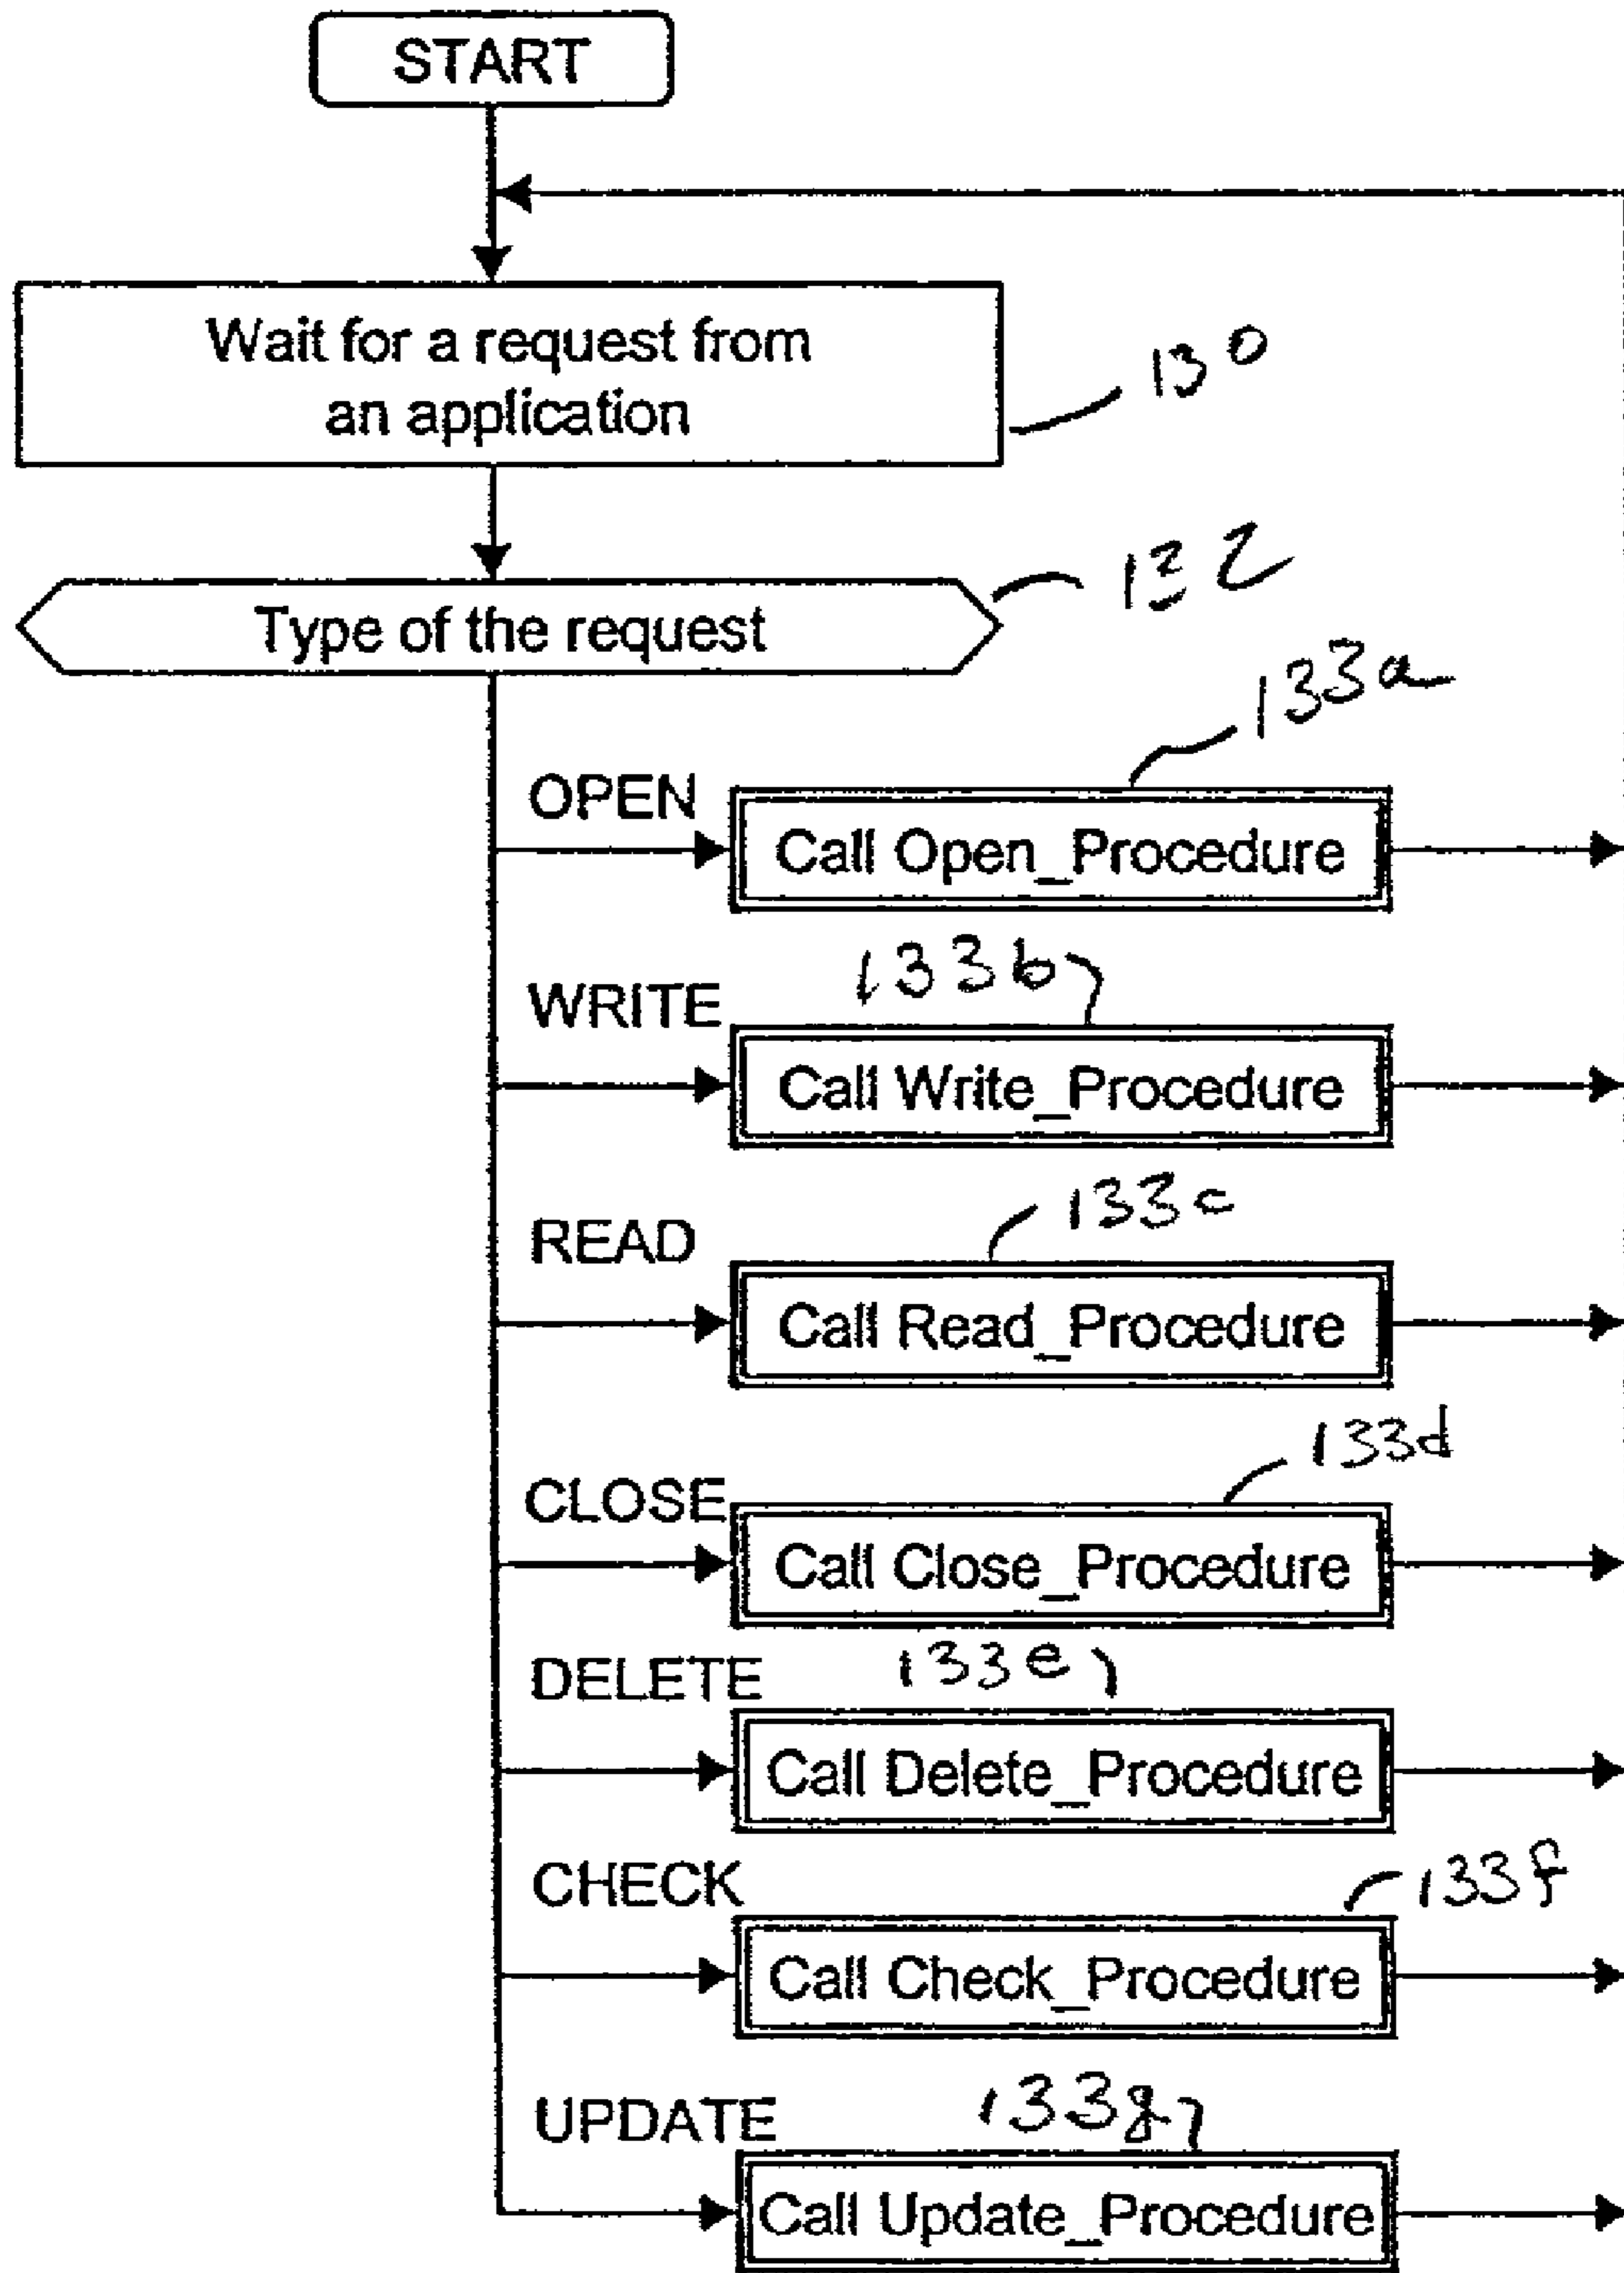 START
Wait for a request from
an application
130
Type of the request
132
133a
OPEN
Call Open_Procedure
133b
WRITE
Call Write_Procedure
133c
READ
Call Read_Procedure
133d
CLOSE
Call Close_Procedure
133e
DELETE
Call Delete_Procedure
133f
CHECK
Call Check_Procedure
133g
UPDATE
Call Update_Procedure